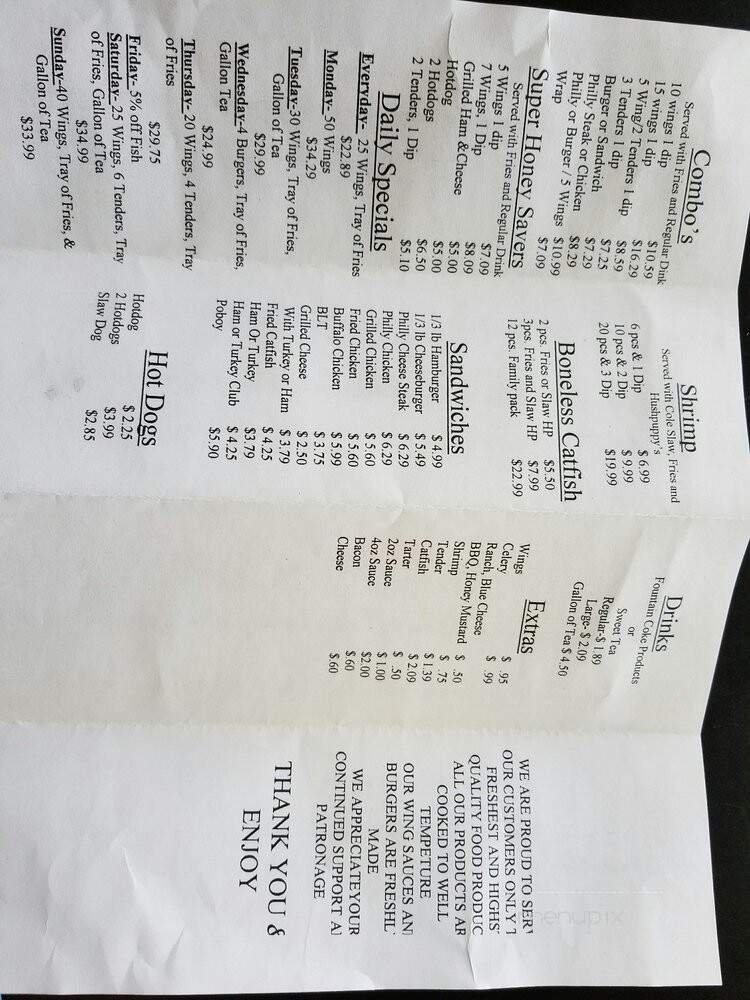 Combo's
Served with Fries and Regular Dink
10 wings 1 dip $10.59
15 wings 1 dip $16.29
5 Wing/2 Tenders 1 dip $8.59
3 Tenders 1 dip $7.25
Burger or Sandwich $7.29
Philly Steak or Chicken $8.29
Philly or Burger / 5 Wings $10.99
Wrap $7.09
Super Honey Savers
Served with Fries and Regular Drink
5 Wings 1 dip $7.09
7 Wings, 1 Dip $8.09
Grilled Ham &Cheese $5.00
Hotdog $5.00
2 Hotdogs $6.50
2 Tenders, 1 Dip $5.10
Daily Specials
Everyday- 25 Wings, Tray of Fries
$22.89
Monday- 50 Wings
$34.29
Tuesday-30 Wings, Tray of Fries,
Gallon of Tea
$29.99
Wednesday-4 Burgers, Tray of Fries,
Gallon Tea
$24.99
Thursday- 20 Wings, 4 Tenders, Tray
of Fries
$29.75
Friday- 5% off Fish
Saturday- 25 Wings, 6 Tenders, Tray
of Fries, Gallon of Tea
$34.99
Sunday-40 Wings, Tray of Fries, &
Gallon of Tea
$33.99
Shrimp
Served with Cole Slaw, Fries and
Hushpuppy's
6 pcs & 1 Dip $ 6.99
10 pcs & 2 Dip $ 9.99
20 pcs & 3 Dip $19.99
Boneless Catfish
2 pcs. Fries or Slaw HP $5.50
3pcs. Fries and Slaw HP $7.99
12 pcs. Family pack $22.99
Sandwiches
1/3 lb Hamburger $ 4.99
1/3 lb Cheeseburger $ 5.49
Philly Cheese Steak $ 6.29
Philly Chicken $ 6.29
Grilled Chicken $ 5.60
Fried Chicken $ 5.60
Buffalo Chicken $ 5.99
BLT $ 3.75
Grilled Cheese $ 2.50
With Turkey or Ham $ 3.79
Fried Catfish $ 4.25
Ham Or Turkey $3.79
Ham or Turkey Club $ 4.25
Poboy $5.90
Hot Dogs
Hotdog $ 2.25
2 Hotdogs $3.99
Slaw Dog $2.85
Drinks
Fountain Coke Products
or
Sweet Tea
Regular-$ 1.89
Large- $ 2.09
Gallon of Tea $ 4.50
Extras
Wings
Celery $ .95
Ranch, Blue Cheese $ .99
BBQ, Honey Mustard $ .50
Shrimp
Tender $ .75
Catfish $ 1.39
Tarter $ 2.09
2oz Sauce $ .50
4oz Sauce $ 1.00
Bacon $2.00
Cheese $ .60
$.60
WE ARE PROUD TO SERV
OUR CUSTOMERS ONLY T
FRESHEST AND HIGHS
QUALITY FOOD PRODUC
ALL OUR PRODUCTS AR
COOKED TO WELL
TEMPETURE
OUR WING SAUCES AN
BURGERS ARE FRESHL
MADE
WE APPRECIATE YOUR
CONTINUED SUPPORT A
PATRONAGE
THANK YOU &
ENJOY
menupix